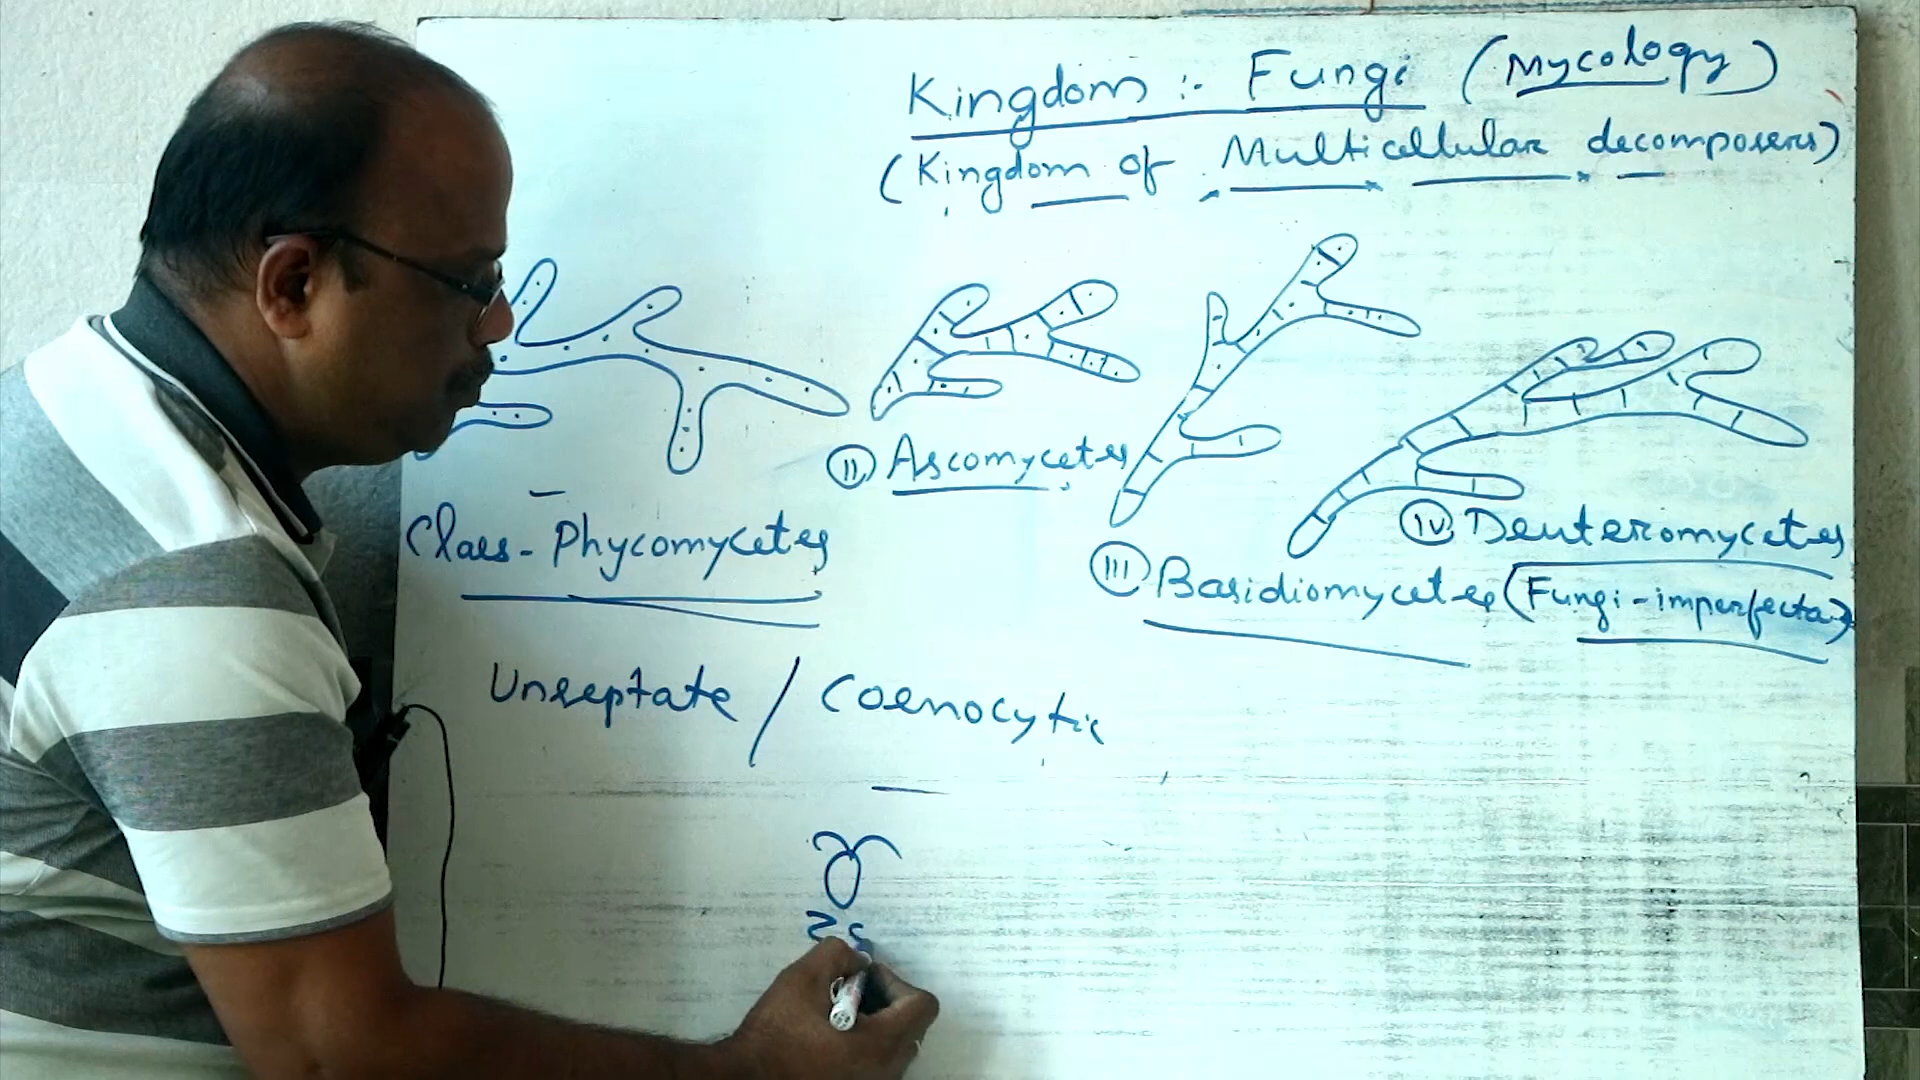 Kingdom :- Fungi (Mycology)
(Kingdom of Multicellular decomposers)
II Ascomycetes
Class - Phycomycetes
IV Deuteromycetes
III Basidiomycetes (Fungi-imperfecta)
Unseptate / Coenocytic